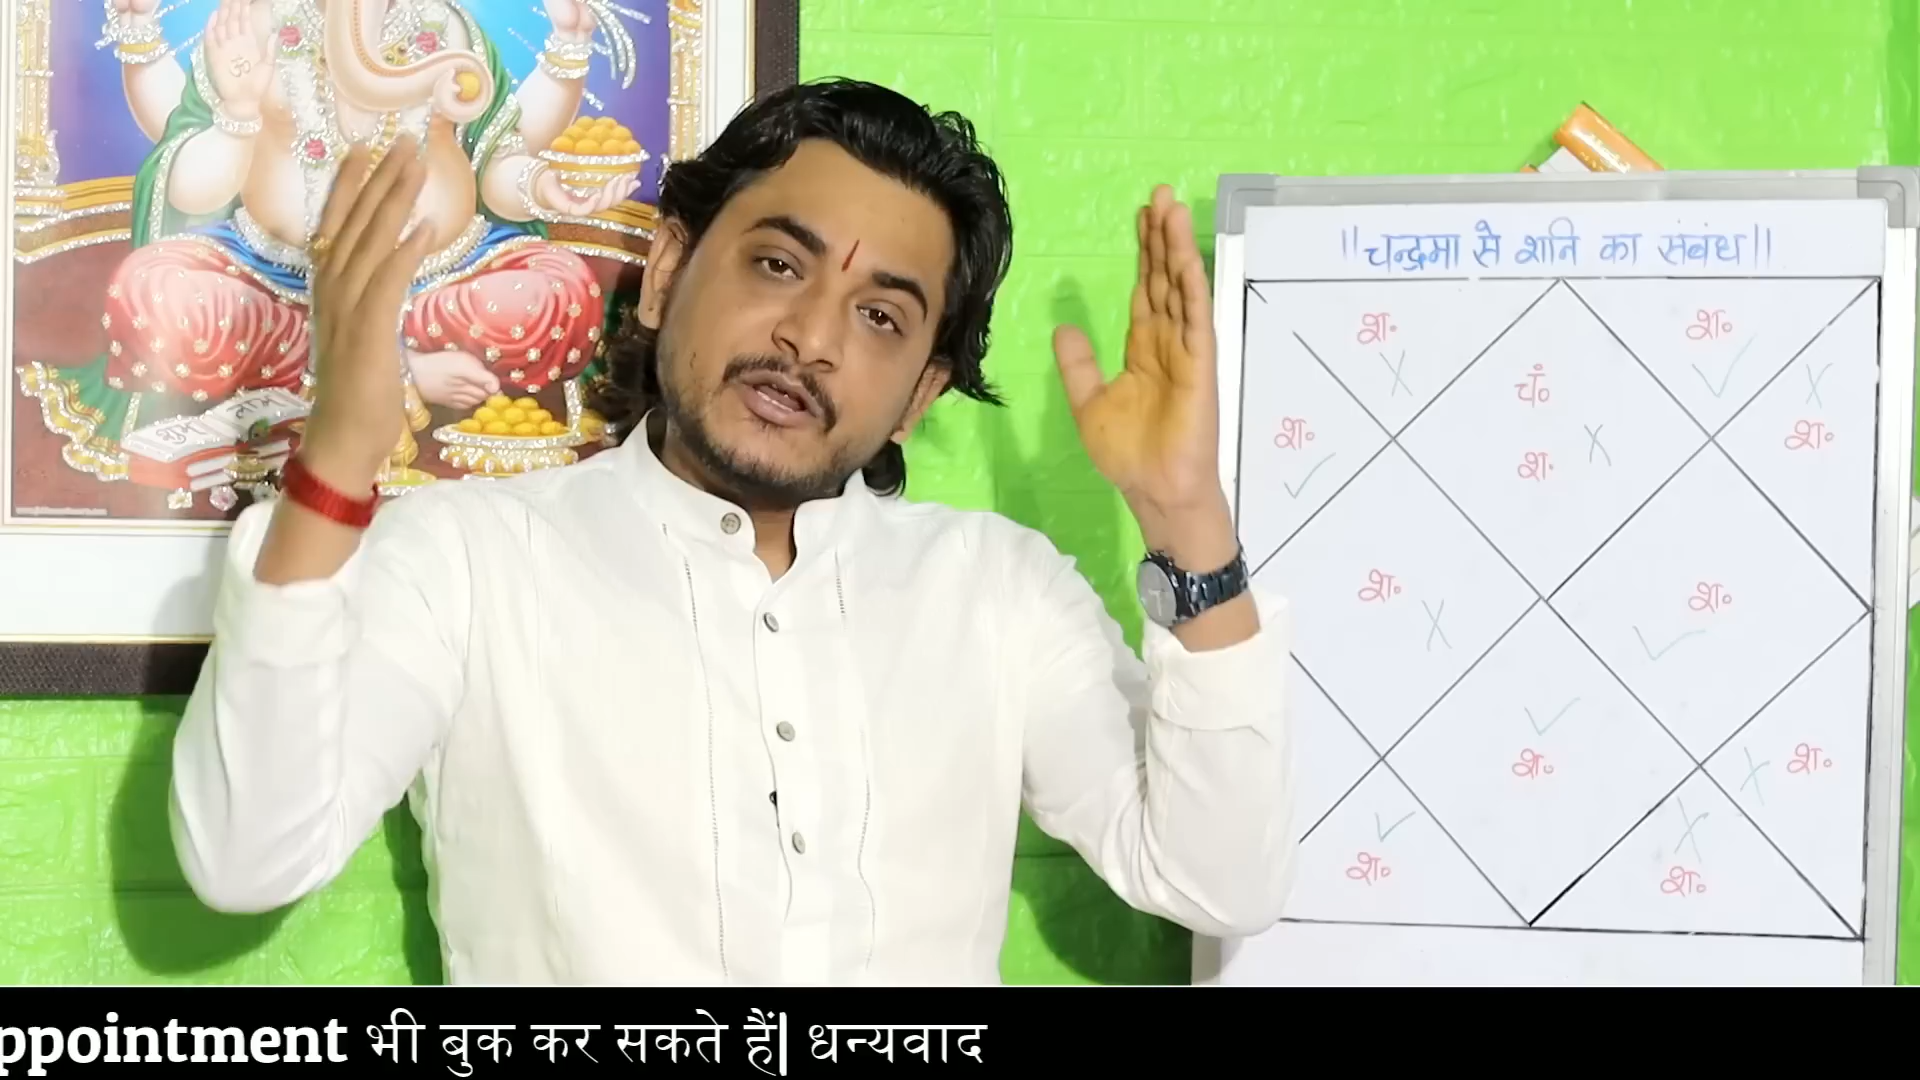 ||चन्द्रमा से शनि का संबंध||
श॰ श॰
चं॰
श॰ श॰ श॰
श॰ श॰
श॰ श॰
श॰ श॰
ॐ
शुभ लाभ
ppointment भी बुक कर सकते हैं| धन्यवाद